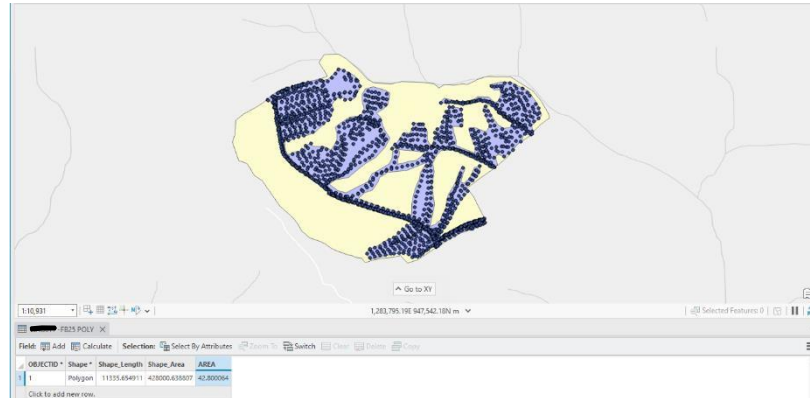 Go to XY
1:10,931
1,283,795.19E 947,542.18N m
Selected Features: 0
-FB25 POLY
Field: Add Calculate Selection: Select By Attributes Zoom To Switch Clear Delete Copy
OBJECTID * Shape * Shape_Length Shape_Area AREA
1 1 Polygon 11335.654911 428000.638807 42.800064
Click to add new row.